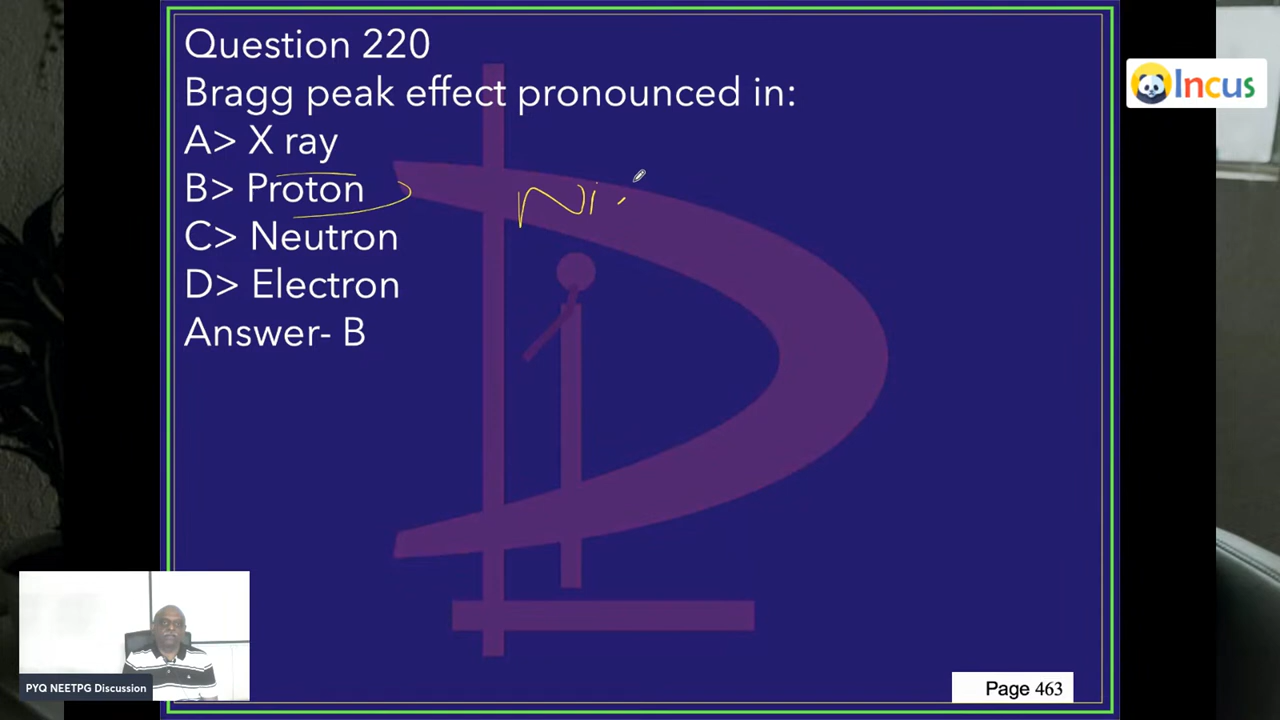 Question 220
Bragg peak effect pronounced in:
A> X ray
B> Proton
C> Neutron
D> Electron
Answer- B
Incus
PYQ NEETPG Discussion
Page 463